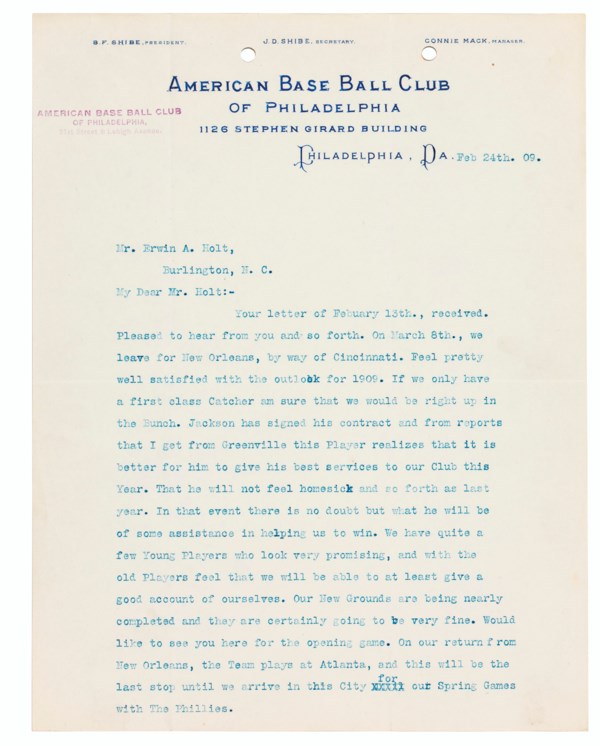 B.F. SHIBE, PRESIDENT. J.D. SHIBE, SECRETARY. CONNIE MACK, MANAGER.
AMERICAN BASE BALL CLUB
OF PHILADELPHIA
1126 STEPHEN GIRARD BUILDING
AMERICAN BASE BALL CLUB
OF PHILADELPHIA,
21st Street & Lehigh Avenue.
PHILADELPHIA, PA. Feb 24th. 09.
Mr. Erwin A. Holt,
Burlington, N. C.
My Dear Mr. Holt:-
Your letter of Febuary 13th., received.
Pleased to hear from you and so forth. On March 8th., we
leave for New Orleans, by way of Cincinnati. Feel pretty
well satisfied with the outlook for 1909. If we only have
a first class Catcher am sure that we would be right up in
the Bunch. Jackson has signed his contract and from reports
that I get from Greenville this Player realizes that it is
better for him to give his best services to our Club this
Year. That he will not feel homesick and so forth as last
year. In that event there is no doubt but what he will be
of some assistance in helping us to win. We have quite a
few Young Players who look very promising, and with the
old Players feel that we will be able to at least give a
good account of ourselves. Our New Grounds are being nearly
completed and they are certainly going to be very fine. Would
like to see you here for the opening game. On our return from
New Orleans, the Team plays at Atlanta, and this will be the
last stop until we arrive in this City for our Spring Games
with The Phillies.